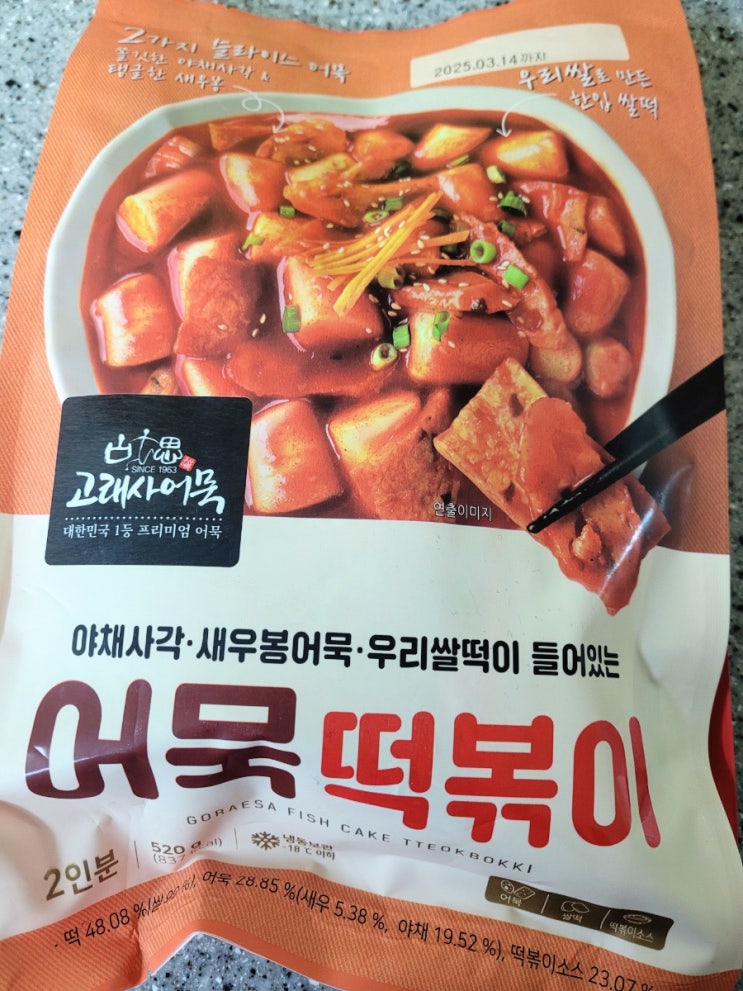 2가지 슬라이스 어묵
쫄깃한 야채사각 &
탱글한 새우봉
2025.03.14까지
우리쌀로 만든
한입 쌀떡
SINCE 1963
고래사어묵
대한민국 1등 프리미엄 어묵
연출이미지
야채사각·새우봉어묵·우리쌀떡이 들어있는
어묵 떡볶이
GORAESA FISH CAKE TTEOKBOKKI
2인분
520 g
냉동보관
-18℃ 이하
어묵
쌀떡
떡볶이소스
떡 48.08 % 어묵 28.85 %(새우 5.38 %, 야채 19.52 %), 떡볶이소스 23.07 %